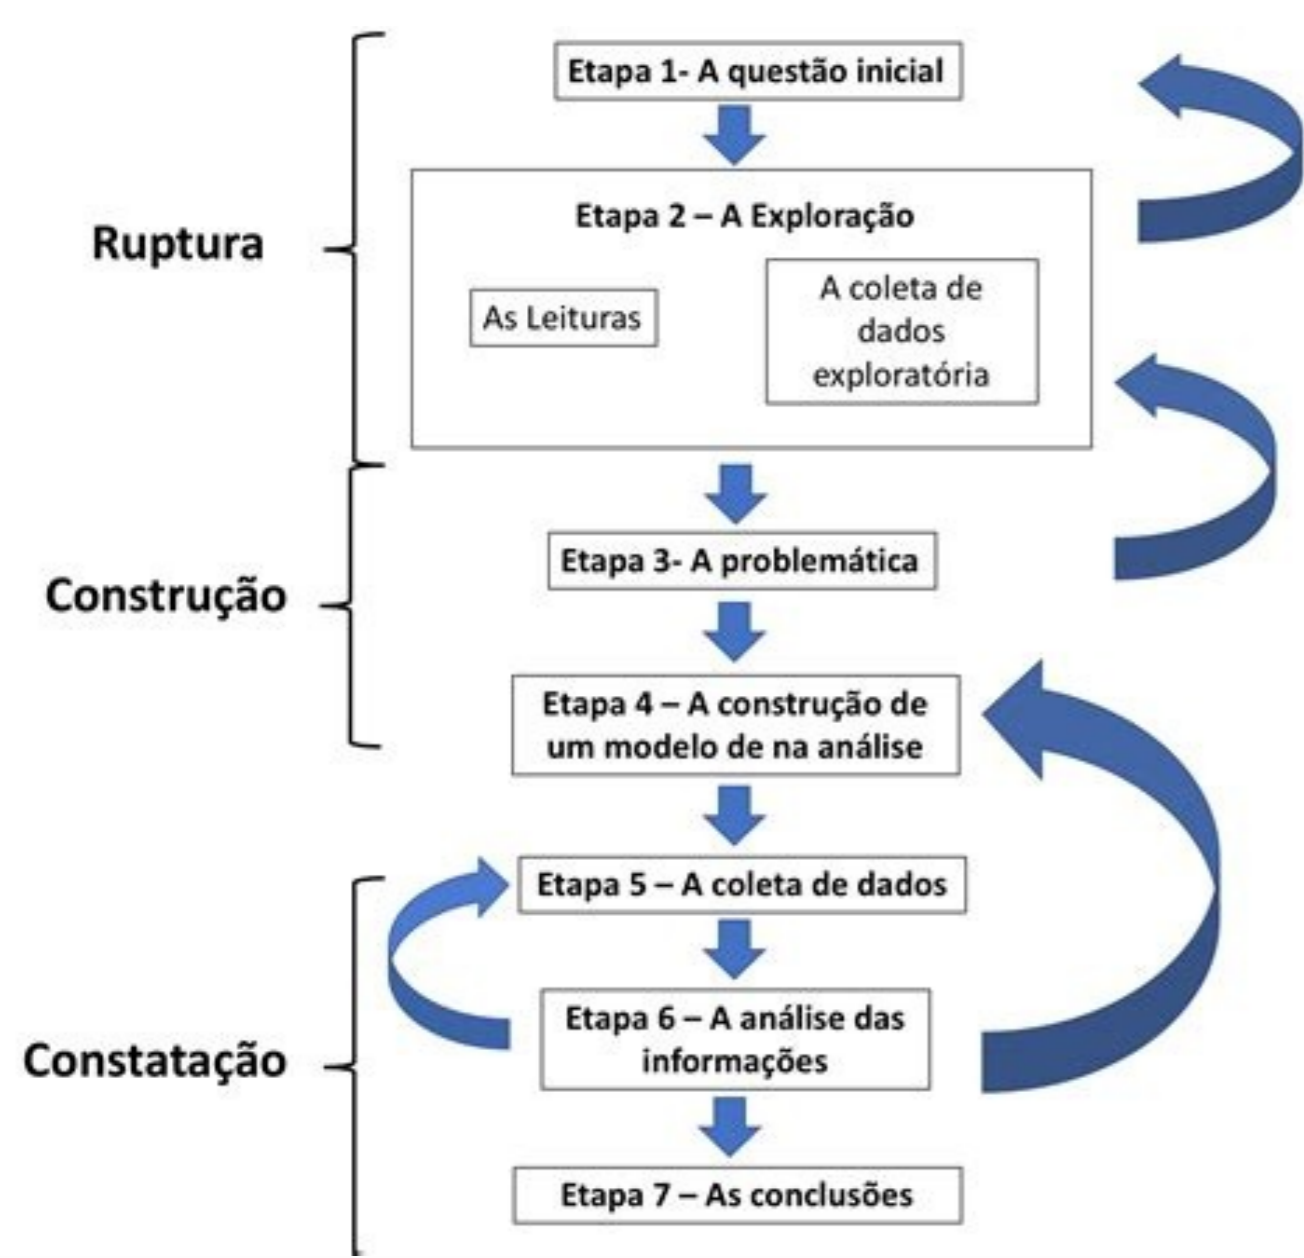 Etapa 1- A questão inicial
Ruptura
Etapa 2 – A Exploração
As Leituras
A coleta de
dados
exploratória
Construção
Etapa 3- A problemática
Etapa 4 – A construção de
um modelo de na análise
Constatação
Etapa 5 – A coleta de dados
Etapa 6 – A análise das
informações
Etapa 7 – As conclusões